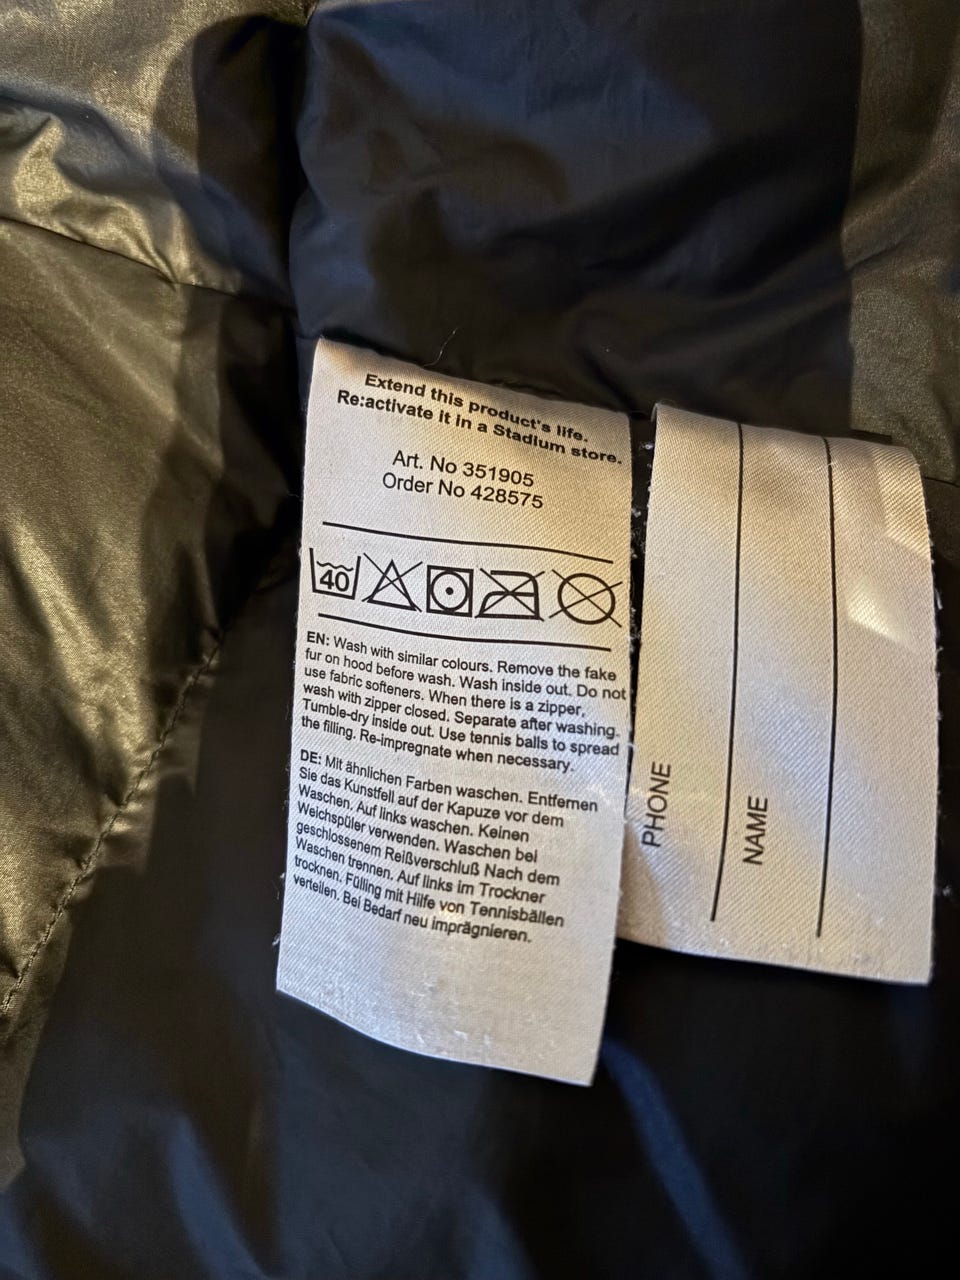 Extend this product's life.
Re:activate it in a Stadium store.
Art. No 351905
Order No 428575
40
EN: Wash with similar colours. Remove the fake
fur on hood before wash. Wash inside out. Do not
use fabric softeners. When there is a zipper,
wash with zipper closed. Separate after washing.
Tumble-dry inside out. Use tennis balls to spread
the filling. Re-impregnate when necessary.
DE: Mit ähnlichen Farben waschen. Entfernen
Sie das Kunstfell auf der Kapuze vor dem
Waschen. Auf links waschen. Keinen
Weichspüler verwenden. Waschen bei
geschlossenem Reißverschluß Nach dem
Waschen trennen. Auf links im Trockner
trocknen. Fülling mit Hilfe von Tennisbällen
verteilen. Bei Bedarf neu imprägnieren.
PHONE
NAME